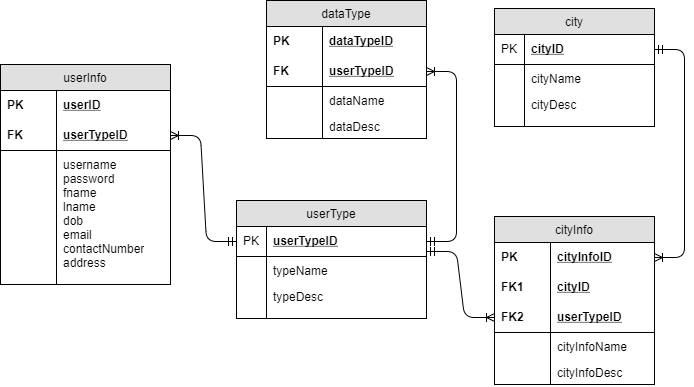 dataType
PK dataTypeID
FK userTypeID
dataName
dataDesc
city
PK cityID
cityName
cityDesc
userInfo
PK userID
FK userTypeID
username
password
fname
lname
dob
email
contactNumber
address
userType
PK userTypeID
typeName
typeDesc
cityInfo
PK cityInfoID
FK1 cityID
FK2 userTypeID
cityInfoName
cityInfoDesc